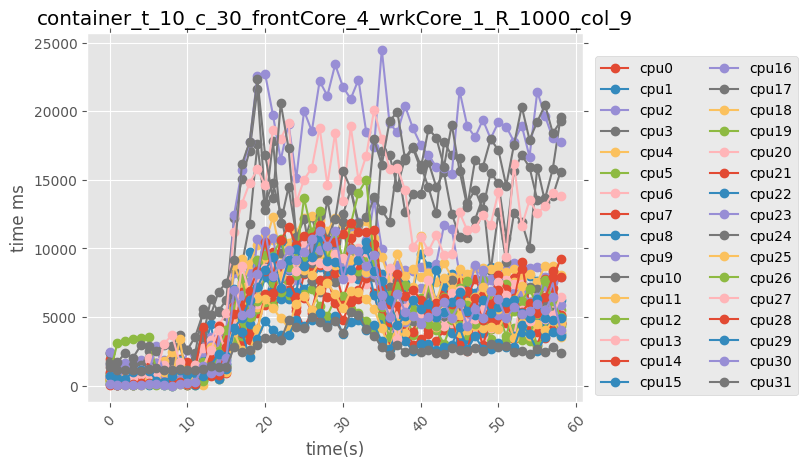 container_t_10_c_30_frontCore_4_wrkCore_1_R_1000_col_9
time ms
25000
20000
15000
10000
5000
0
0
10
20
30
40
50
60
time(s)
cpu0
cpu1
cpu2
cpu3
cpu4
cpu5
cpu6
cpu7
cpu8
cpu9
cpu10
cpu11
cpu12
cpu13
cpu14
cpu15
cpu16
cpu17
cpu18
cpu19
cpu20
cpu21
cpu22
cpu23
cpu24
cpu25
cpu26
cpu27
cpu28
cpu29
cpu30
cpu31